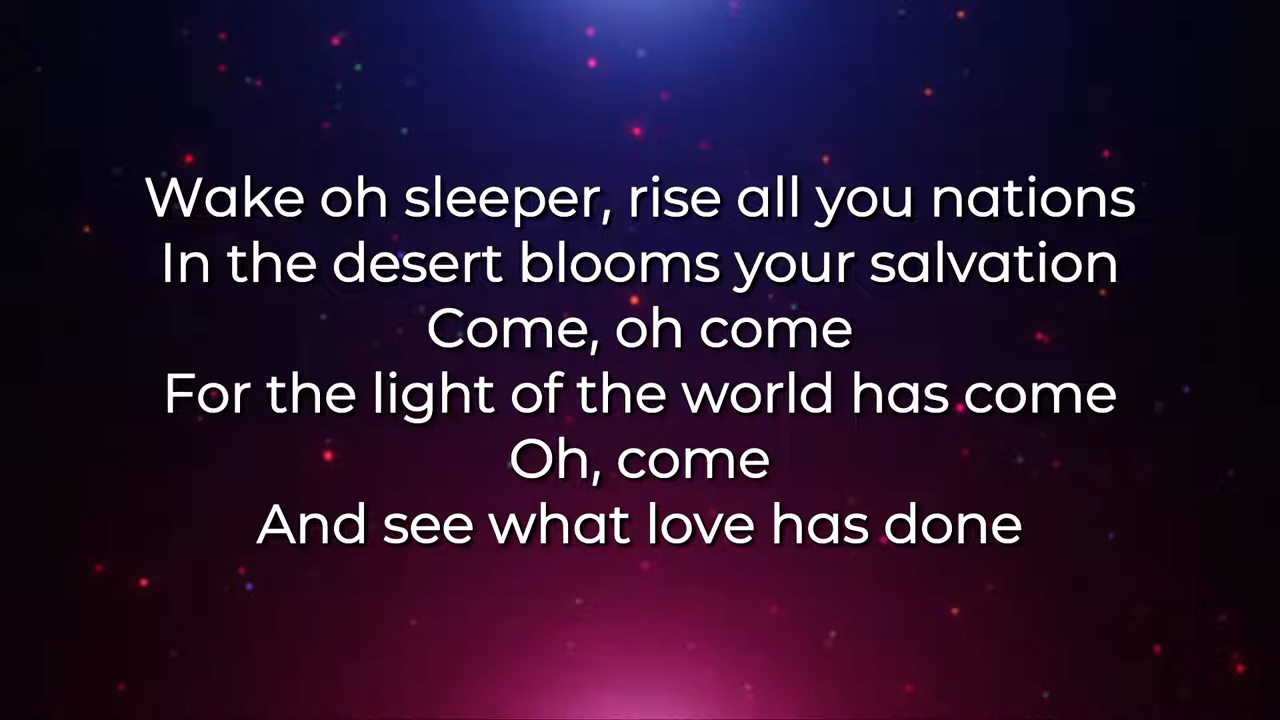 Wake oh sleeper, rise all you nations
In the desert blooms your salvation
Come, oh come
For the light of the world has come
Oh, come
And see what love has done